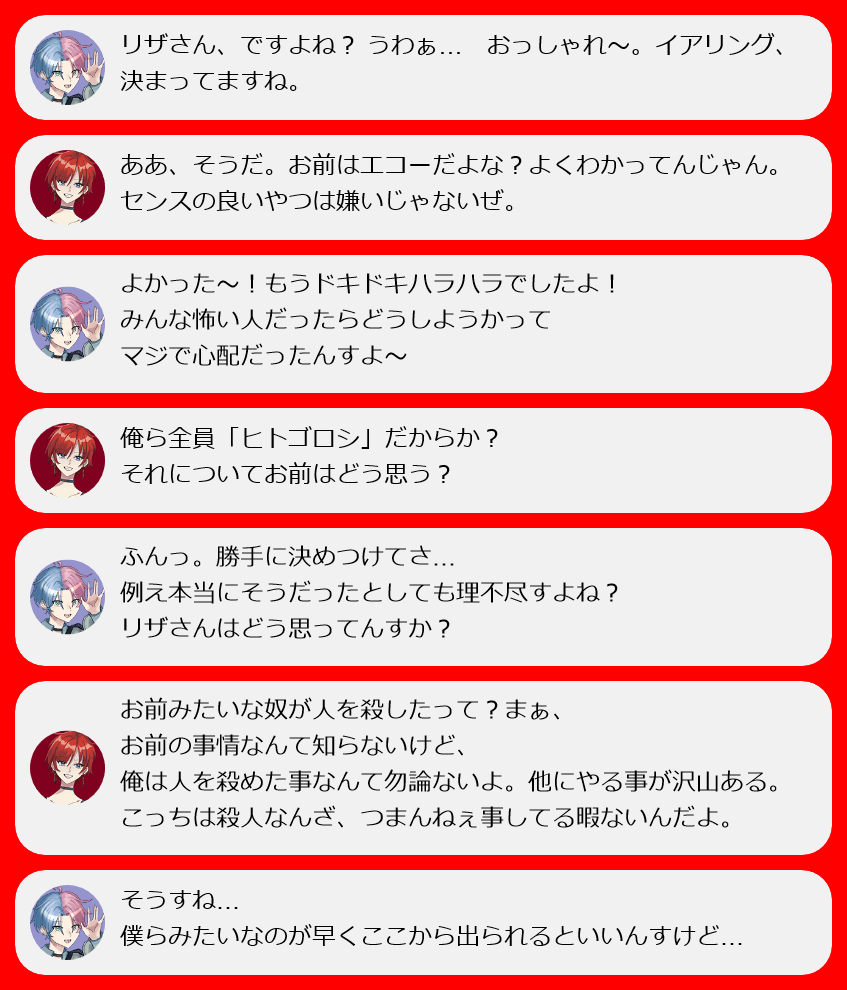 リザさん、ですよね？ うわぁ…　おっしゃれ～。イアリング、
決まってますね。
ああ、そうだ。お前はエコーだよな？よくわかってんじゃん。
センスの良いやつは嫌いじゃないぜ。
よかった～！もうドキドキハラハラでしたよ！
みんな怖い人だったらどうしようかって
マジで心配だったんすよ～
俺ら全員「ヒトゴロシ」だからか？
それについてお前はどう思う？
ふんっ。勝手に決めつけてさ…
例え本当にそうだったとしても理不尽すよね？
リザさんはどう思ってんすか？
お前みたいな奴が人を殺したって？まぁ、
お前の事情なんて知らないけど、
俺は人を殺めた事なんて勿論ないよ。他にやる事が沢山ある。
こっちは殺人なんざ、つまんねぇ事してる暇ないんだよ。
そうすね…
僕らみたいなのが早くここから出られるといいんすけど…